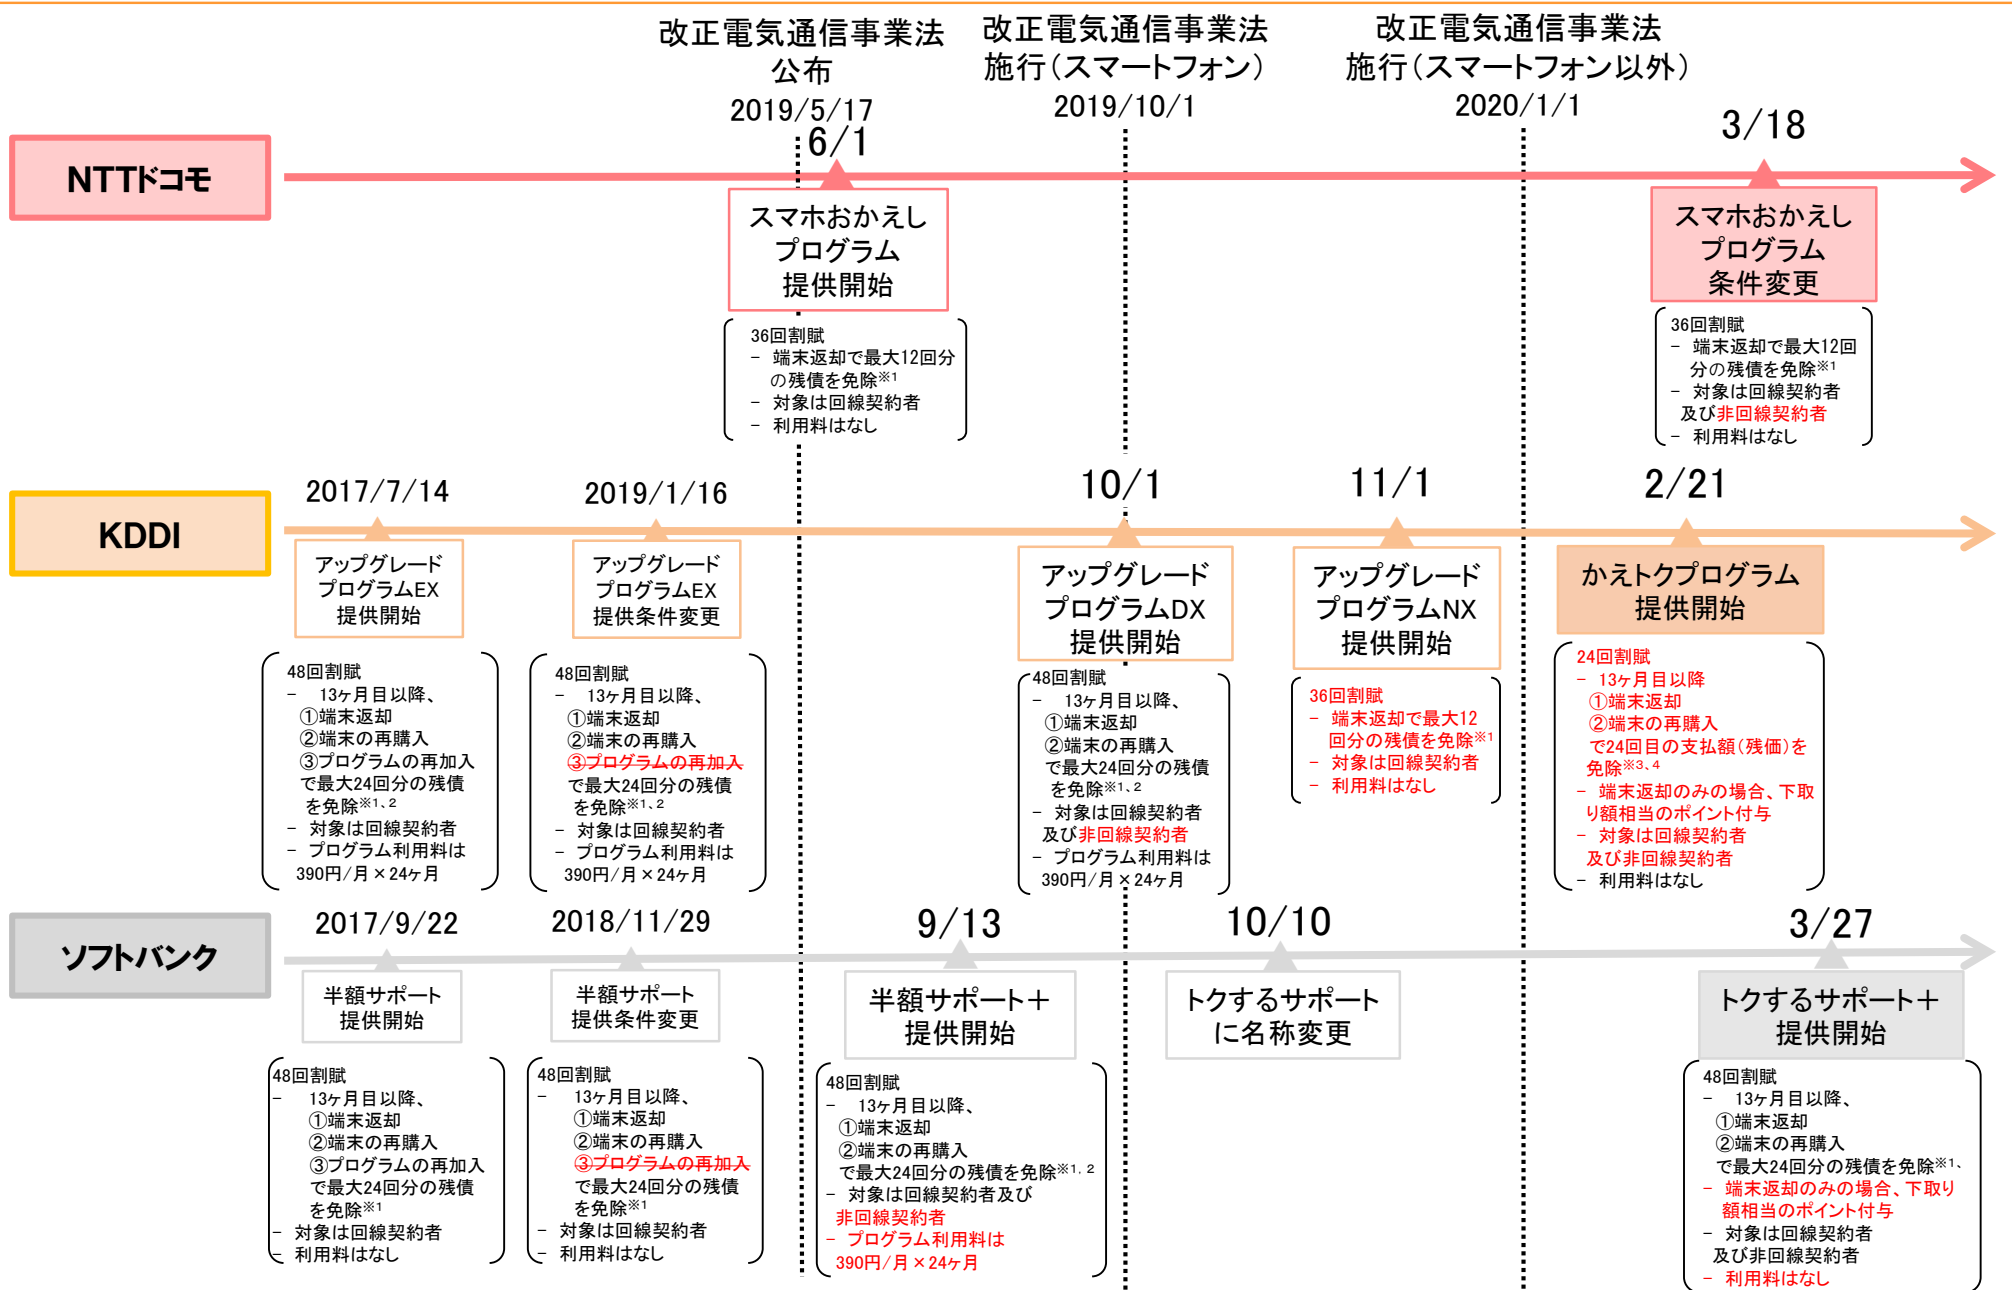 改正電気通信事業法
公布
2019/5/17
改正電気通信事業法
施行（スマートフォン）
2019/10/1
改正電気通信事業法
施行（スマートフォン以外）
2020/1/1
NTTドコモ
6/1
スマホおかえし
プログラム
提供開始
36回割賦
- 端末返却で最大12回分
の残債を免除※1
- 対象は回線契約者
- 利用料はなし
3/18
スマホおかえし
プログラム
条件変更
36回割賦
- 端末返却で最大12回
分の残債を免除※1
- 対象は回線契約者
及び非回線契約者
- 利用料はなし
KDDI
2017/7/14
アップグレード
プログラムEX
提供開始
48回割賦
- 13ヶ月目以降、
①端末返却
②端末の再購入
③プログラムの再加入
で最大24回分の残債
を免除※1、2
- 対象は回線契約者
- プログラム利用料は
390円/月×24ヶ月
2019/1/16
アップグレード
プログラムEX
提供条件変更
48回割賦
- 13ヶ月目以降、
①端末返却
②端末の再購入
③プログラムの再加入
で最大24回分の残債
を免除※1、2
- 対象は回線契約者
- プログラム利用料は
390円/月×24ヶ月
10/1
アップグレード
プログラムDX
提供開始
48回割賦
- 13ヶ月目以降、
①端末返却
②端末の再購入
で最大24回分の残債
を免除※1、2
- 対象は回線契約者
及び非回線契約者
- プログラム利用料は
390円/月×24ヶ月
11/1
アップグレード
プログラムNX
提供開始
36回割賦
- 端末返却で最大12
回分の残債を免除※1
- 対象は回線契約者
- 利用料はなし
2/21
かえトクプログラム
提供開始
24回割賦
- 13ヶ月目以降
①端末返却
②端末の再購入
で24回目の支払額（残価）を
免除※3、4
- 端末返却のみの場合、下取
り額相当のポイント付与
- 対象は回線契約者
及び非回線契約者
- 利用料はなし
ソフトバンク
2017/9/22
半額サポート
提供開始
48回割賦
- 13ヶ月目以降、
①端末返却
②端末の再購入
③プログラムの再加入
で最大24回分の残債
を免除※1
- 対象は回線契約者
- 利用料はなし
2018/11/29
半額サポート
提供条件変更
48回割賦
- 13ヶ月目以降、
①端末返却
②端末の再購入
③プログラムの再加入
で最大24回分の残債
を免除※1
- 対象は回線契約者
- 利用料はなし
9/13
半額サポート＋
提供開始
48回割賦
- 13ヶ月目以降、
①端末返却
②端末の再購入
で最大24回分の残債を免除※1、2
- 対象は回線契約者及び
非回線契約者
- プログラム利用料は
390円/月×24ヶ月
10/10
トクするサポート
に名称変更
3/27
トクするサポート＋
提供開始
48回割賦
- 13ヶ月目以降、
①端末返却
②端末の再購入
で最大24回分の残債を免除※1、
- 端末返却のみの場合、下取り
額相当のポイント付与
- 対象は回線契約者
及び非回線契約者
- 利用料はなし